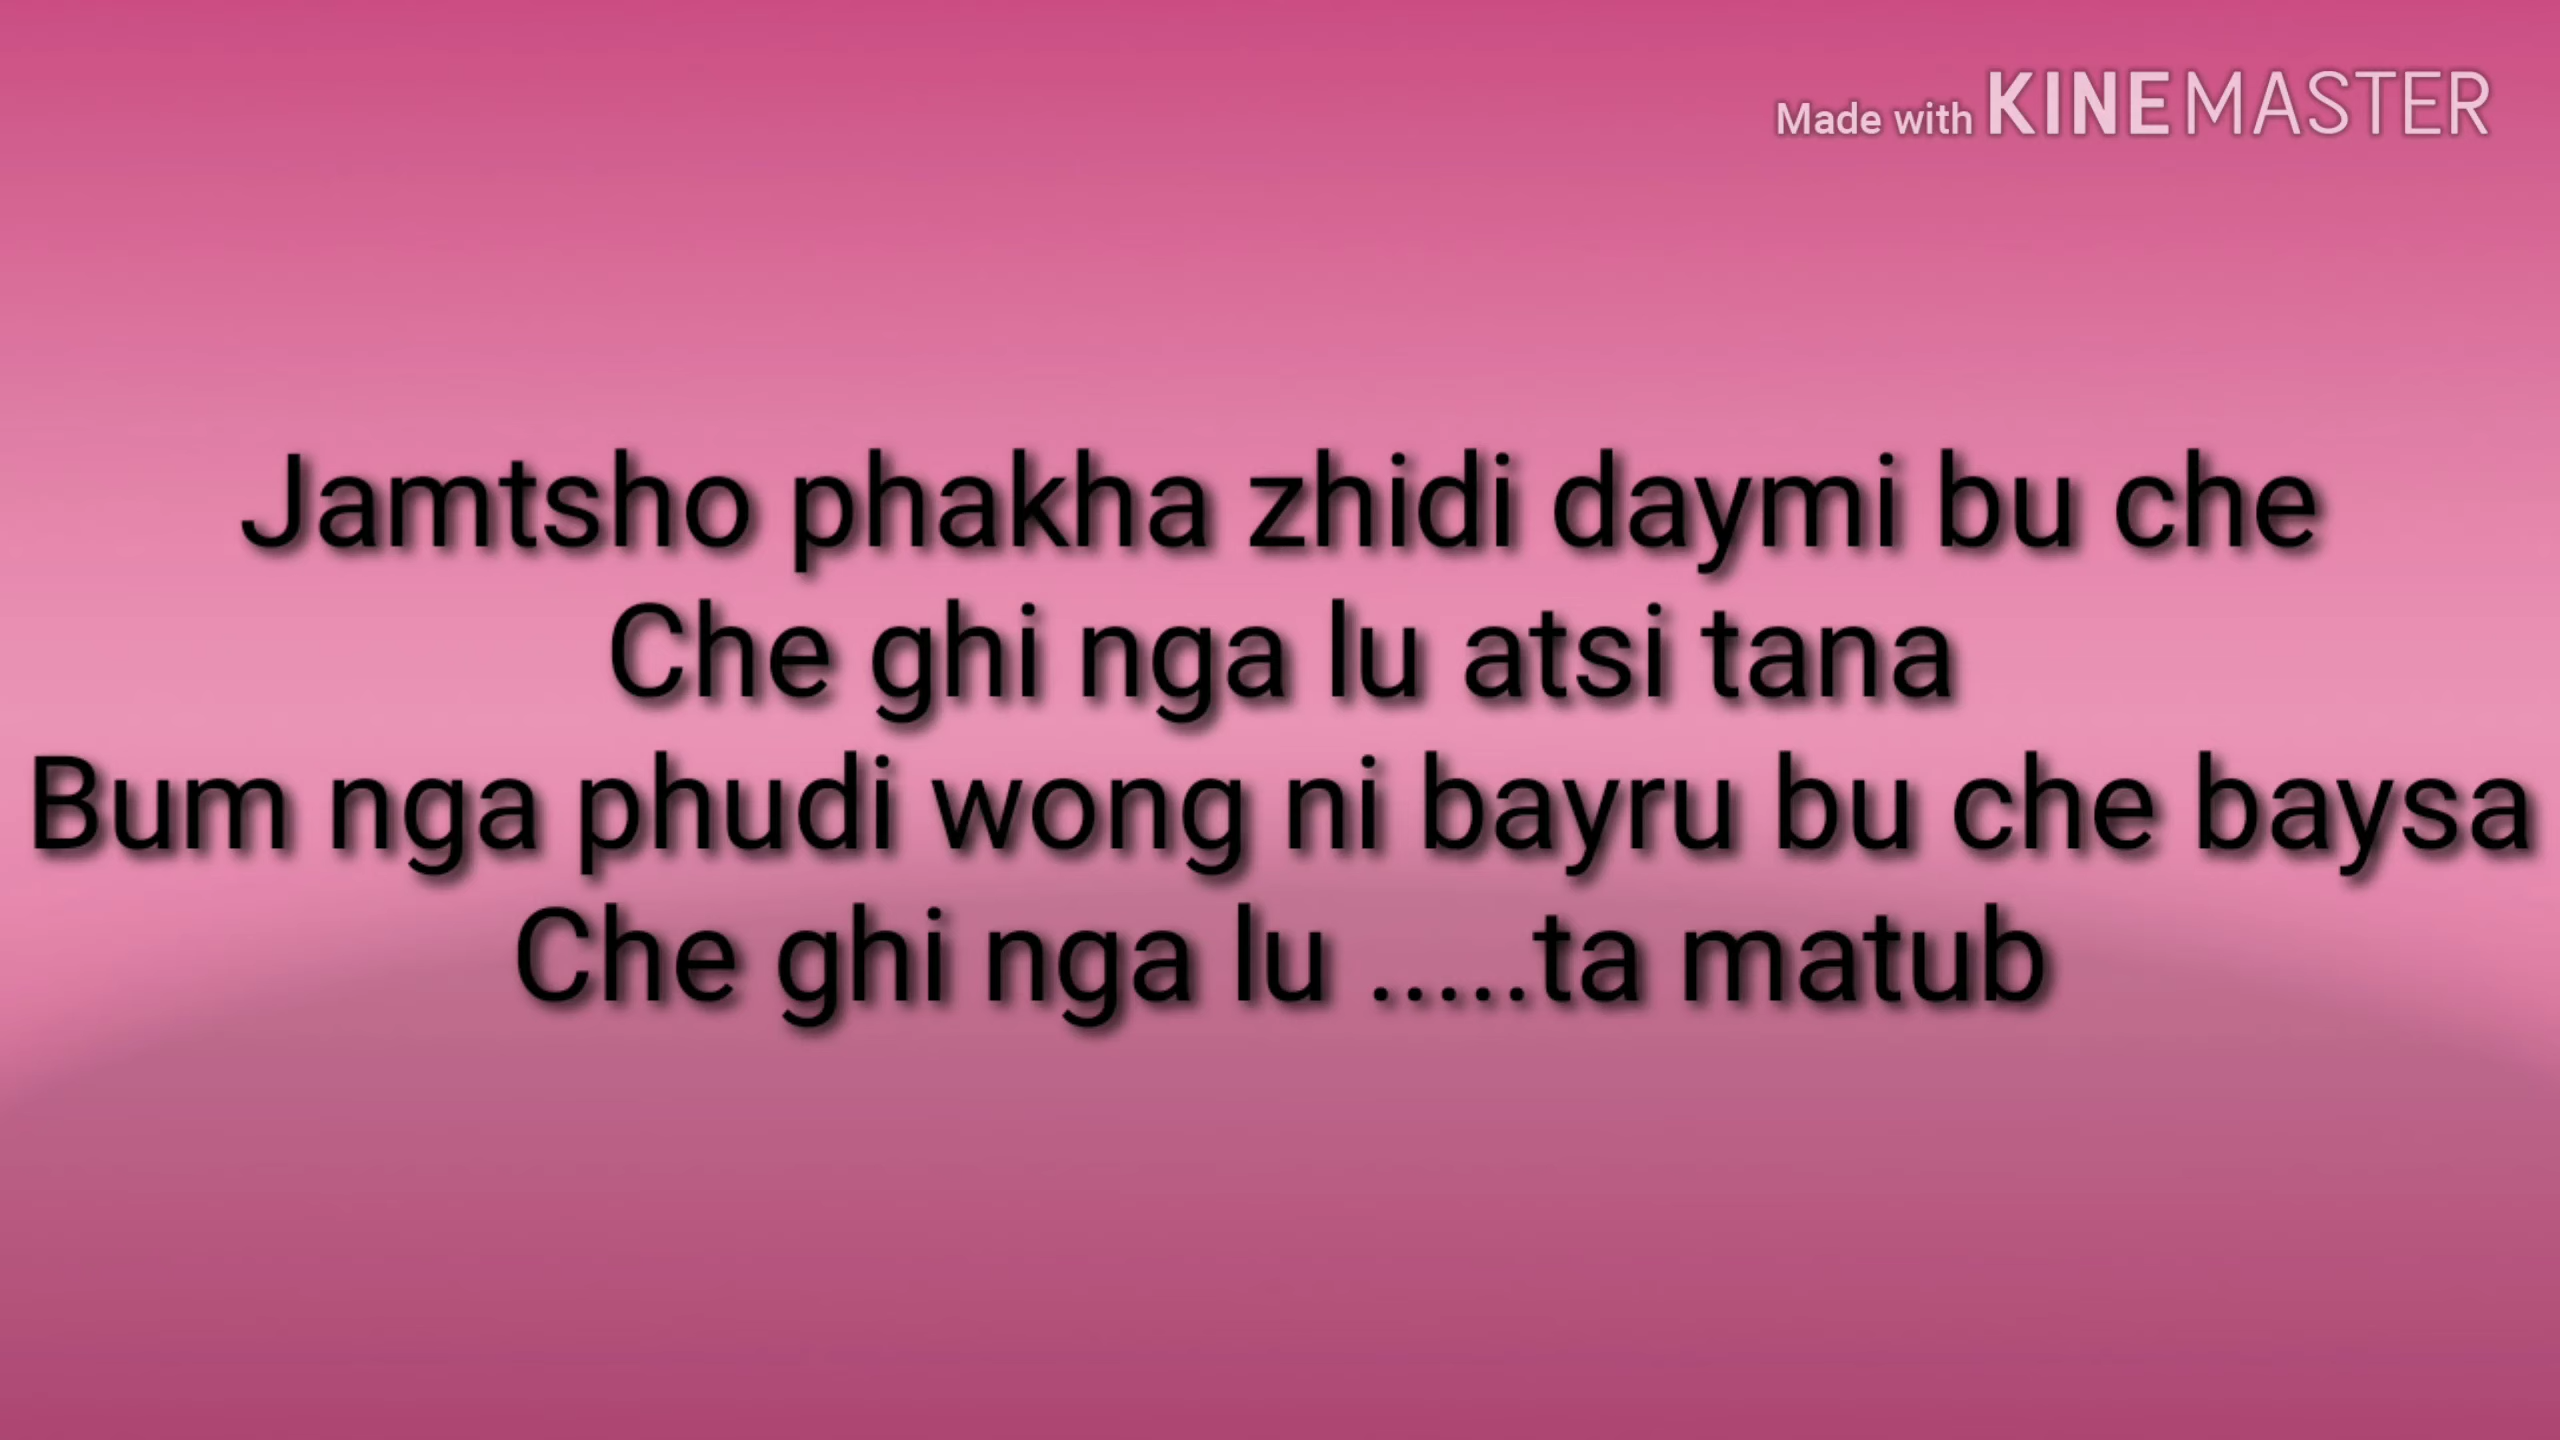 Made with KINEMASTER
Jamtsho phakha zhidi daymi bu che
Che ghi nga lu atsi tana
Bum nga phudi wong ni bayru bu che baysa
Che ghi nga lu .....ta matub